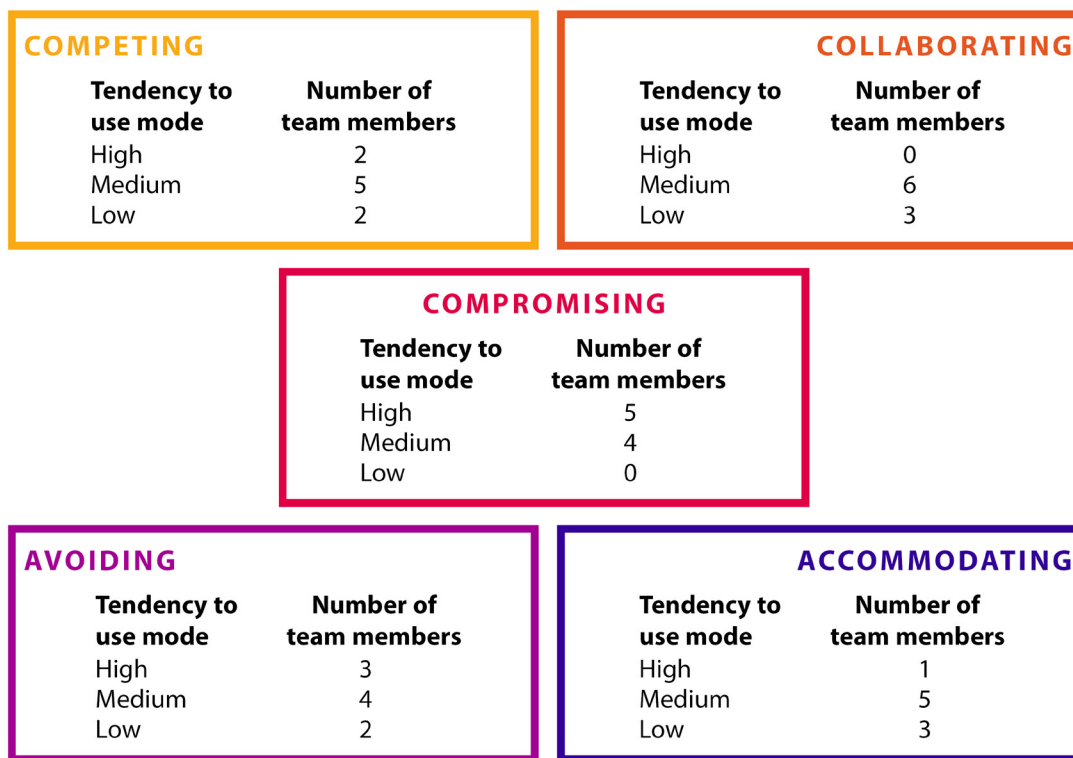 COMPETING
Tendency to Number of
use mode team members
High 2
Medium 5
Low 2
COLLABORATING
Tendency to Number of
use mode team members
High 0
Medium 6
Low 3
COMPROMISING
Tendency to Number of
use mode team members
High 5
Medium 4
Low 0
AVOIDING
Tendency to Number of
use mode team members
High 3
Medium 4
Low 2
ACCOMMODATING
Tendency to Number of
use mode team members
High 1
Medium 5
Low 3